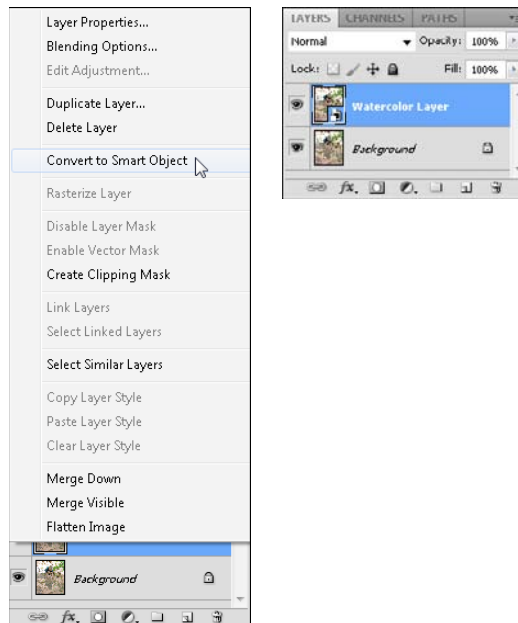 Layer Properties...
Blending Options...
Edit Adjustment...
Duplicate Layer...
Delete Layer
Convert to Smart Object
Rasterize Layer
Disable Layer Mask
Enable Vector Mask
Create Clipping Mask
Link Layers
Select Linked Layers
Select Similar Layers
Copy Layer Style
Paste Layer Style
Clear Layer Style
Merge Down
Merge Visible
Flatten Image
Background
fx.
LAYERS CHANNELS PATHS
Normal Opacity: 100%
Lock: Fill: 100%
Watercolor Layer
Background
fx.